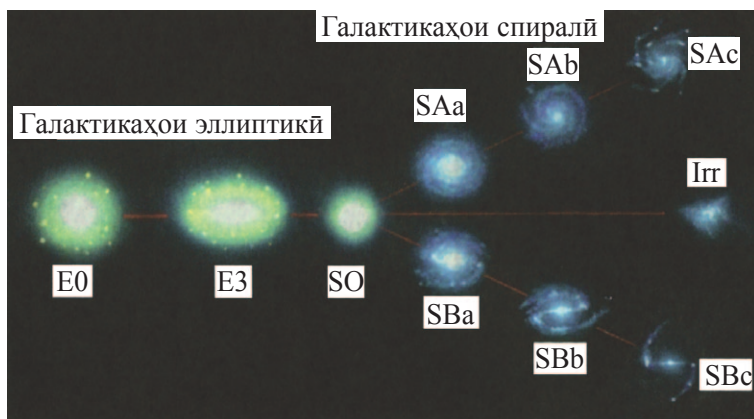 Галактикаҳои спиралӣ
SAc
SAb
SAa
Галактикаҳои эллиптикӣ
Irr
E0
E3
SO
SBa
SBb
SBc